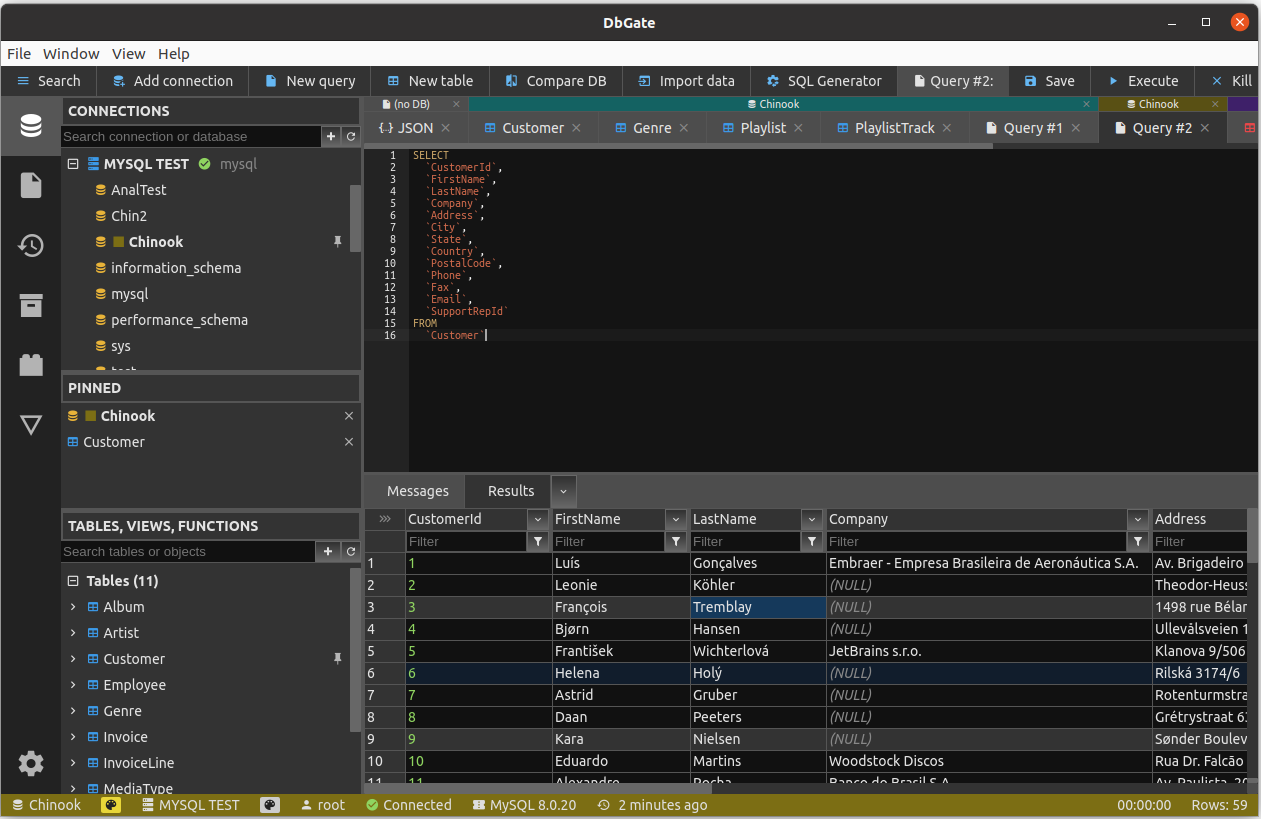 DbGate
File Window View Help
Search Add connection New query New table Compare DB Import data SQL Generator Query #2: Save Execute Kill
CONNECTIONS
Search connection or database
MYSQL TEST mysql
AnalTest
Chin2
Chinook
information_schema
mysql
performance_schema
sys
test
PINNED
Chinook
Customer
TABLES, VIEWS, FUNCTIONS
Search tables or objects
Tables (11)
Album
Artist
Customer
Employee
Genre
Invoice
InvoiceLine
MediaType
(no DB) Chinook Chinook
{..} JSON Customer Genre Playlist PlaylistTrack Query #1 Query #2
1 SELECT
2 `CustomerId`,
3 `FirstName`,
4 `LastName`,
5 `Company`,
6 `Address`,
7 `City`,
8 `State`,
9 `Country`,
10 `PostalCode`,
11 `Phone`,
12 `Fax`,
13 `Email`,
14 `SupportRepId`
15 FROM
16 `Customer`
Messages Results
CustomerId FirstName LastName Company Address
Filter Filter Filter Filter Filter
1 1 Luís Gonçalves Embraer - Empresa Brasileira de Aeronáutica S.A. Av. Brigadeiro
2 2 Leonie Köhler (NULL) Theodor-Heuss
3 3 François Tremblay (NULL) 1498 rue Bélan
4 4 Bjørn Hansen (NULL) Ullevålsveien 1
5 5 František Wichterlová JetBrains s.r.o. Klanova 9/506
6 6 Helena Holý (NULL) Rilská 3174/6
7 7 Astrid Gruber (NULL) Rotenturmstra
8 8 Daan Peeters (NULL) Grétrystraat 63
9 9 Kara Nielsen (NULL) Sønder Boulev
10 10 Eduardo Martins Woodstock Discos Rua Dr. Falcão
11 11 Alexandre Rocha Banco do Brasil S.A. Av. Paulista, 20
Chinook MYSQL TEST root Connected MySQL 8.0.20 2 minutes ago 00:00:00 Rows: 59